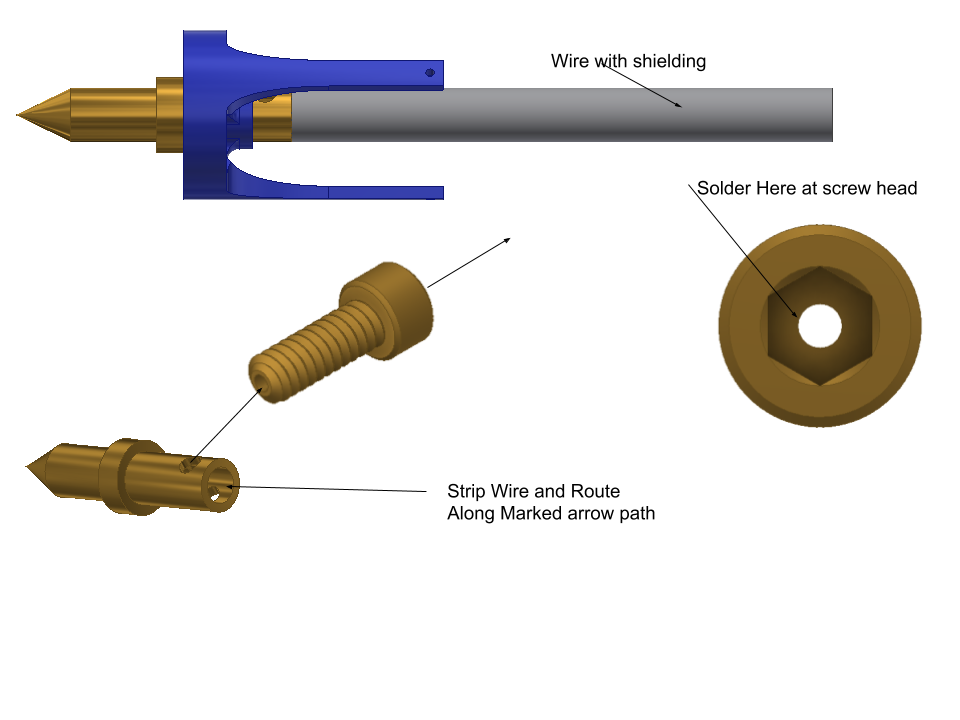 Wire with shielding
Solder Here at screw head
Strip Wire and Route
Along Marked arrow path